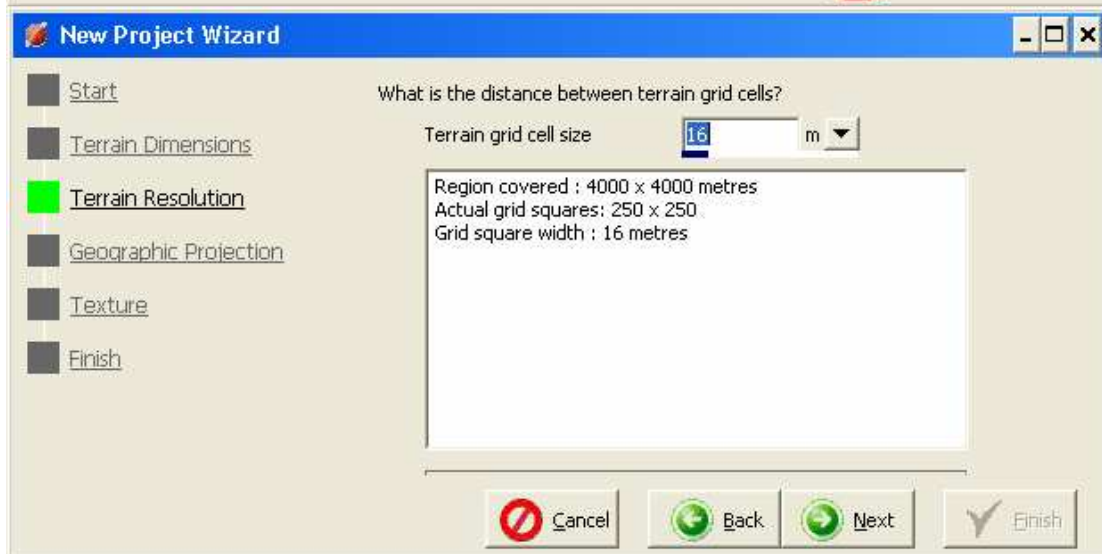 New Project Wizard
Start
Terrain Dimensions
Terrain Resolution
Geographic Projection
Texture
Finish
What is the distance between terrain grid cells?
Terrain grid cell size 16 m
Region covered : 4000 x 4000 metres
Actual grid squares: 250 x 250
Grid square width : 16 metres
Cancel Back Next Finish